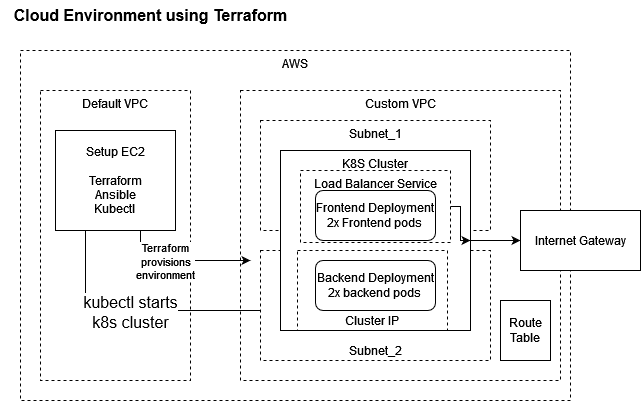 Cloud Environment using Terraform
AWS
Default VPC
Setup EC2
Terraform
Ansible
Kubectl
Terraform
provisions
environment
kubectl starts
k8s cluster
Custom VPC
Subnet_1
K8S Cluster
Load Balancer Service
Frontend Deployment
2x Frontend pods
Backend Deployment
2x backend pods
Cluster IP
Subnet_2
Internet Gateway
Route
Table